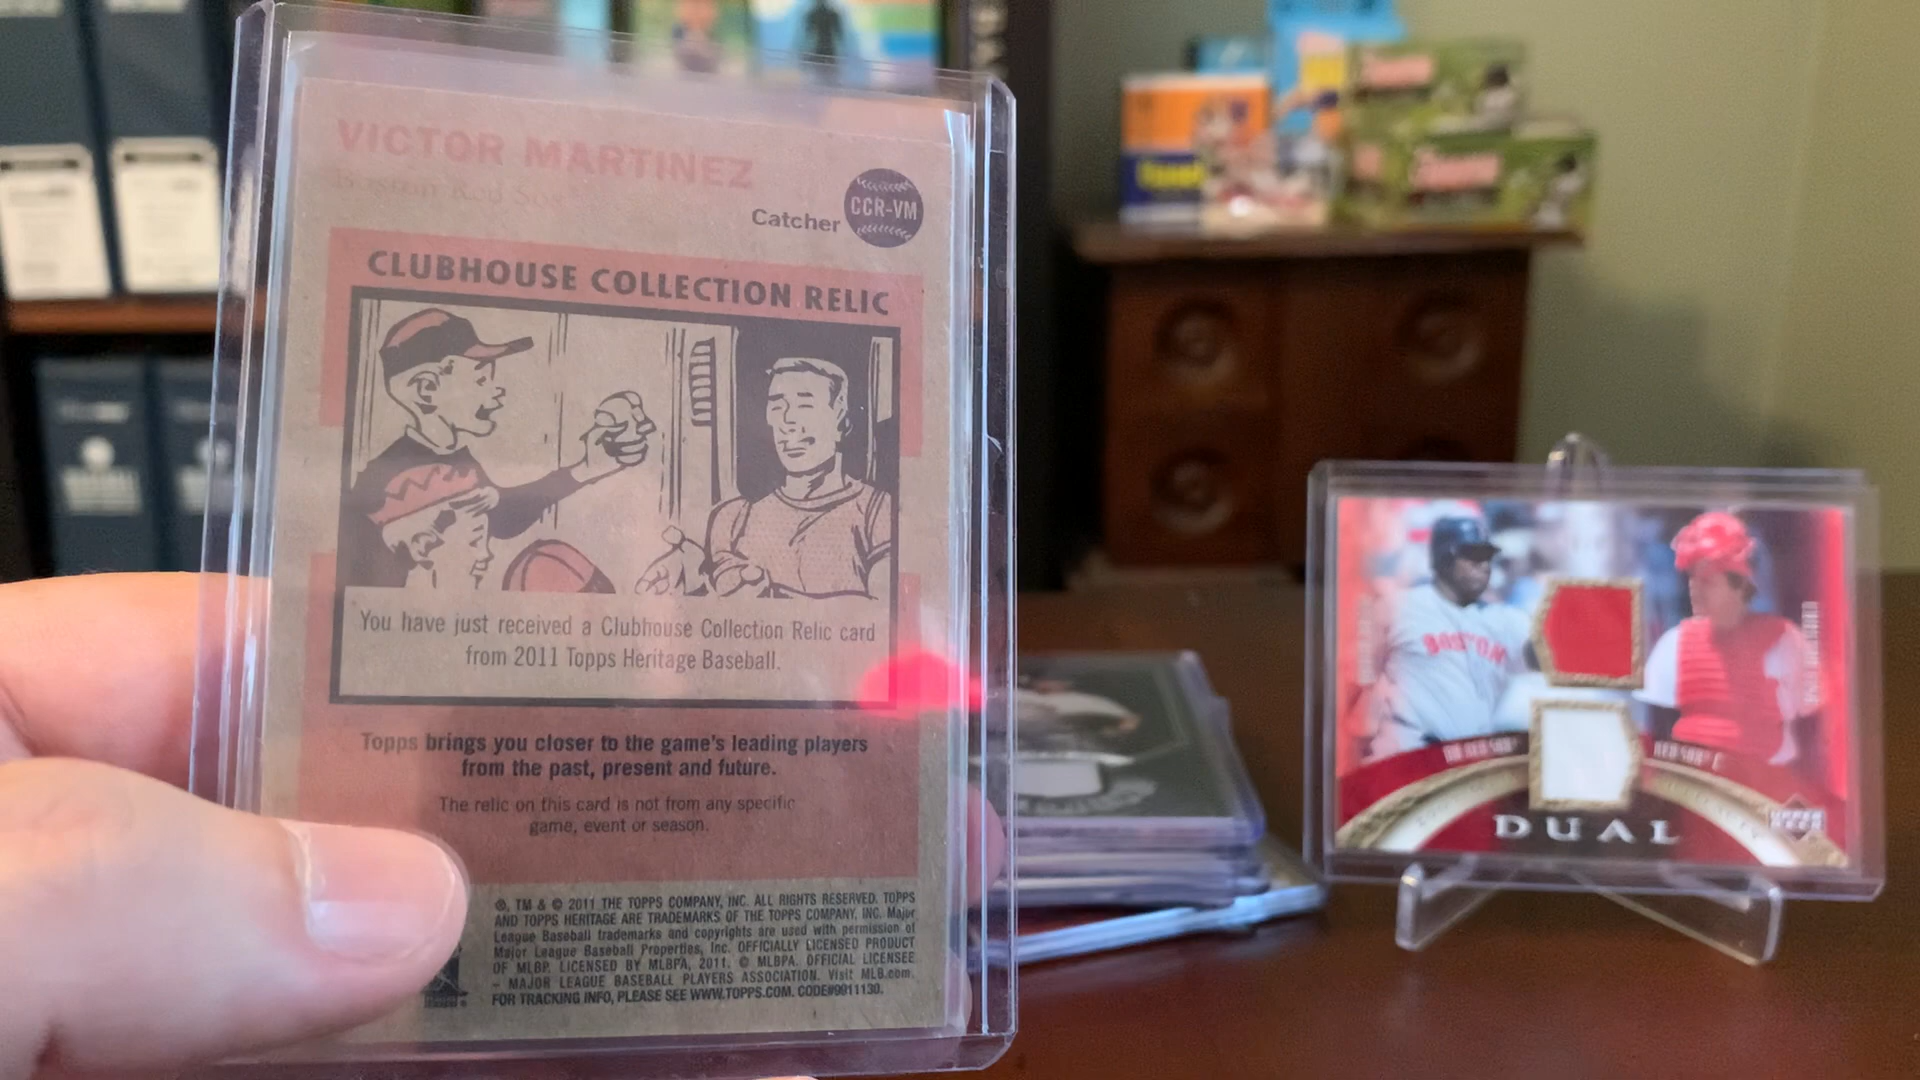 VICTOR MARTINEZ
Boston Red Sox
Catcher
CCR-VM
CLUBHOUSE COLLECTION RELIC
You have just received a Clubhouse Collection Relic card
from 2011 Topps Heritage Baseball.
Topps brings you closer to the game's leading players
from the past, present and future.
The relic on this card is not from any specific
game, event or season.
®, TM & © 2011 THE TOPPS COMPANY, INC. ALL RIGHTS RESERVED. TOPPS
AND TOPPS HERITAGE ARE TRADEMARKS OF THE TOPPS COMPANY, INC. Major
League Baseball trademarks and copyrights are used with permission of
Major League Baseball Properties, Inc. OFFICIALLY LICENSED PRODUCT
OF MLBP. LICENSED BY MLBPA, 2011. © MLBPA. OFFICIAL LICENSEE
– MAJOR LEAGUE BASEBALL PLAYERS ASSOCIATION. Visit MLB.com.
FOR TRACKING INFO, PLEASE SEE WWW.TOPPS.COM. CODE#9011130.
BOSTON
DUAL
UPPER
DECK